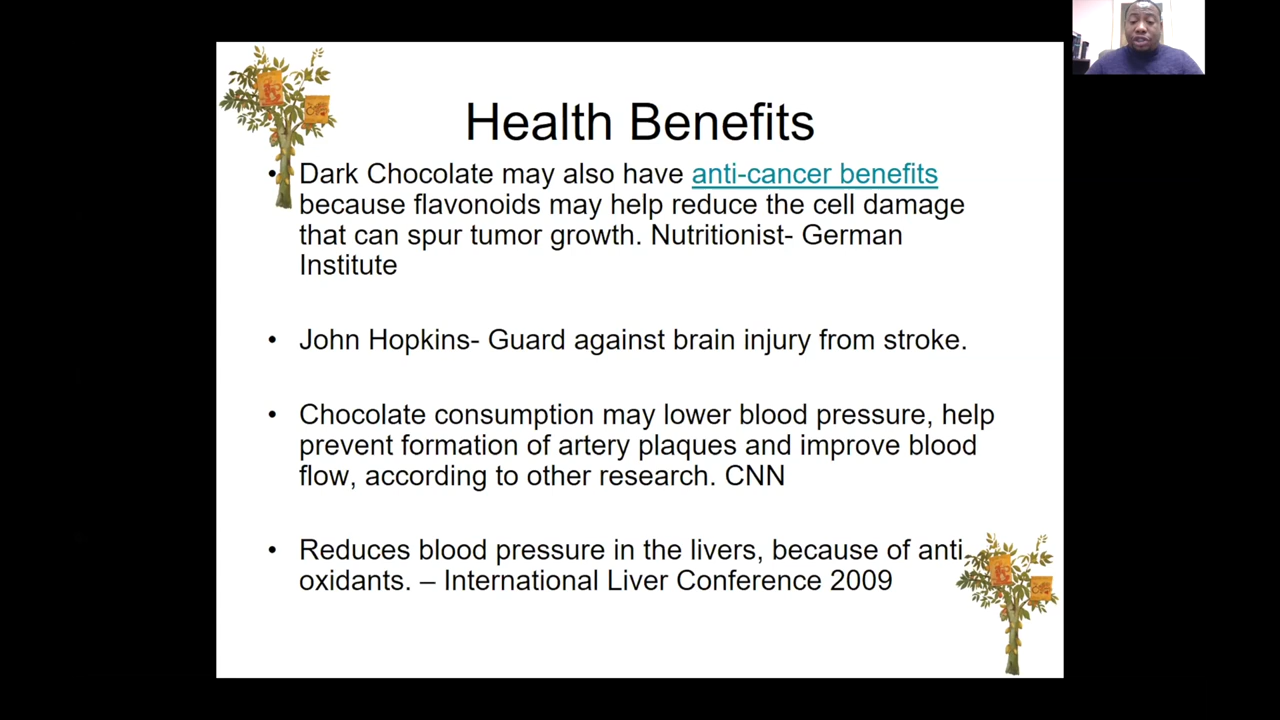 Health Benefits
• Dark Chocolate may also have anti-cancer benefits
because flavonoids may help reduce the cell damage
that can spur tumor growth. Nutritionist- German
Institute
• John Hopkins- Guard against brain injury from stroke.
• Chocolate consumption may lower blood pressure, help
prevent formation of artery plaques and improve blood
flow, according to other research. CNN
• Reduces blood pressure in the livers, because of anti
oxidants. – International Liver Conference 2009